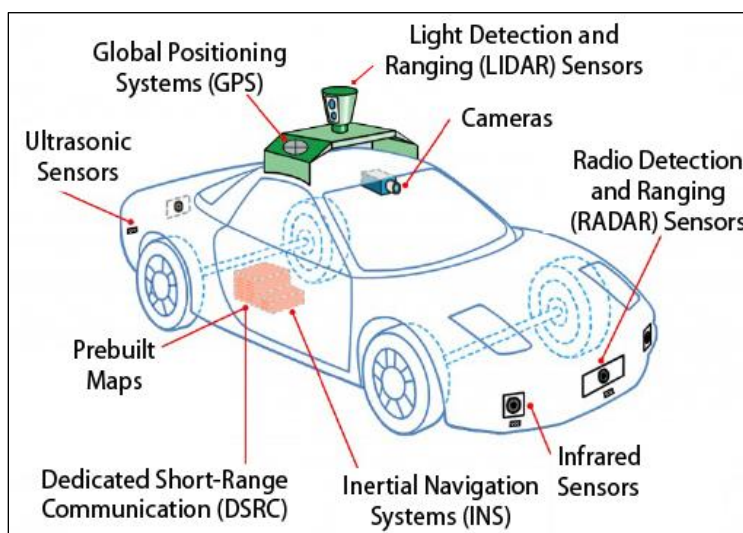 Global Positioning
Systems (GPS)
Light Detection and
Ranging (LIDAR) Sensors
Cameras
Ultrasonic
Sensors
Radio Detection
and Ranging
(RADAR) Sensors
Prebuilt
Maps
Dedicated Short-Range
Communication (DSRC)
Inertial Navigation
Systems (INS)
Infrared
Sensors